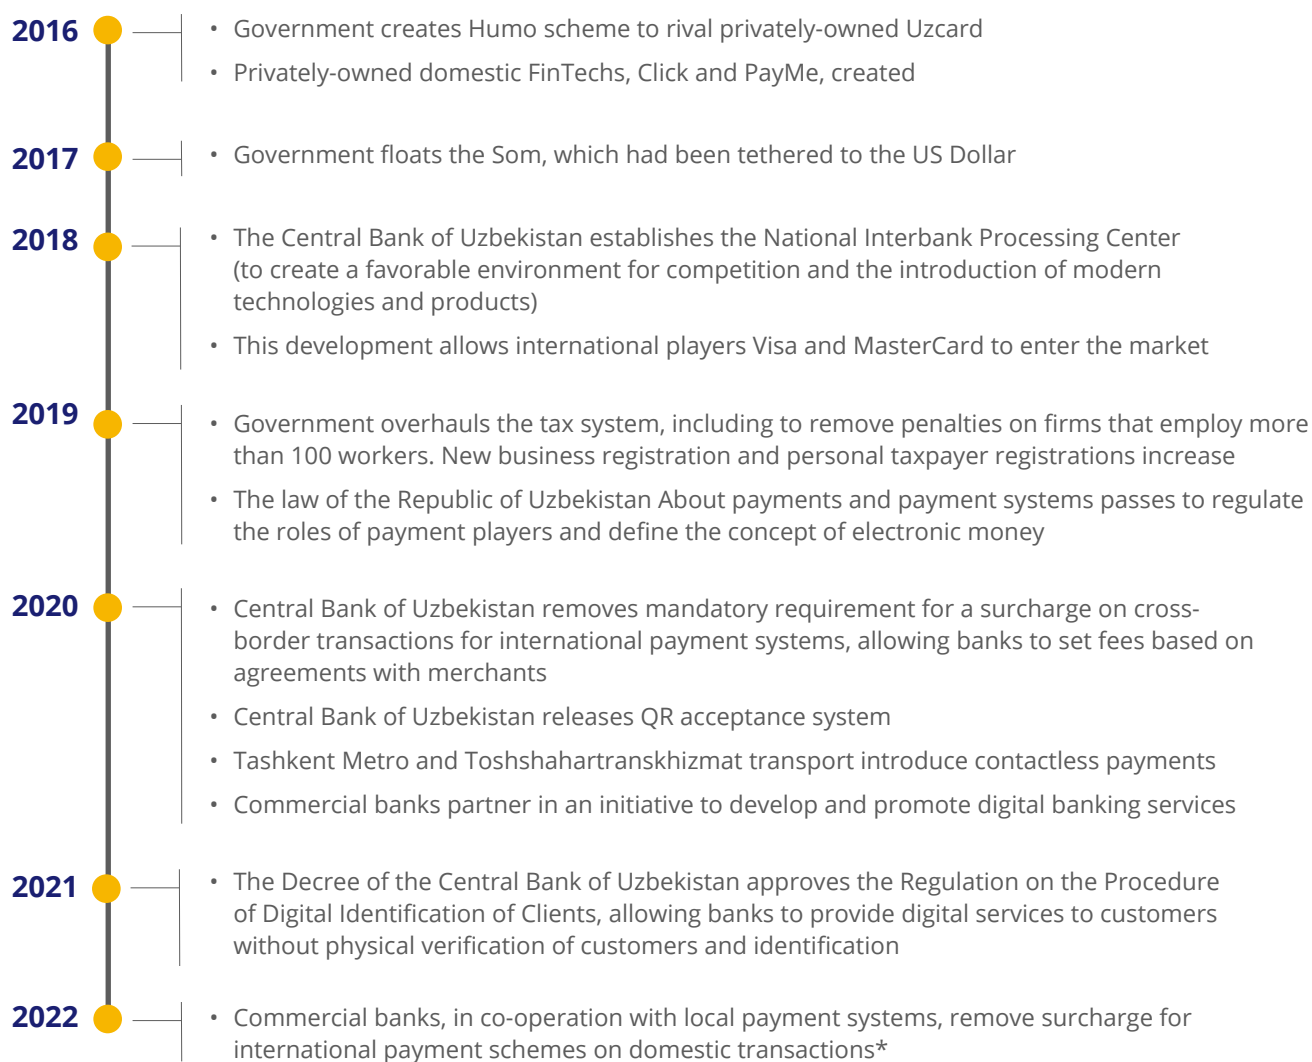 2016
• Government creates Humo scheme to rival privately-owned Uzcard
• Privately-owned domestic FinTechs, Click and PayMe, created
2017
• Government floats the Som, which had been tethered to the US Dollar
2018
• The Central Bank of Uzbekistan establishes the National Interbank Processing Center
(to create a favorable environment for competition and the introduction of modern
technologies and products)
• This development allows international players Visa and MasterCard to enter the market
2019
• Government overhauls the tax system, including to remove penalties on firms that employ more
than 100 workers. New business registration and personal taxpayer registrations increase
• The law of the Republic of Uzbekistan About payments and payment systems passes to regulate
the roles of payment players and define the concept of electronic money
2020
• Central Bank of Uzbekistan removes mandatory requirement for a surcharge on cross-
border transactions for international payment systems, allowing banks to set fees based on
agreements with merchants
• Central Bank of Uzbekistan releases QR acceptance system
• Tashkent Metro and Toshshahartranskhizmat transport introduce contactless payments
• Commercial banks partner in an initiative to develop and promote digital banking services
2021
• The Decree of the Central Bank of Uzbekistan approves the Regulation on the Procedure
of Digital Identification of Clients, allowing banks to provide digital services to customers
without physical verification of customers and identification
2022
• Commercial banks, in co-operation with local payment systems, remove surcharge for
international payment schemes on domestic transactions*